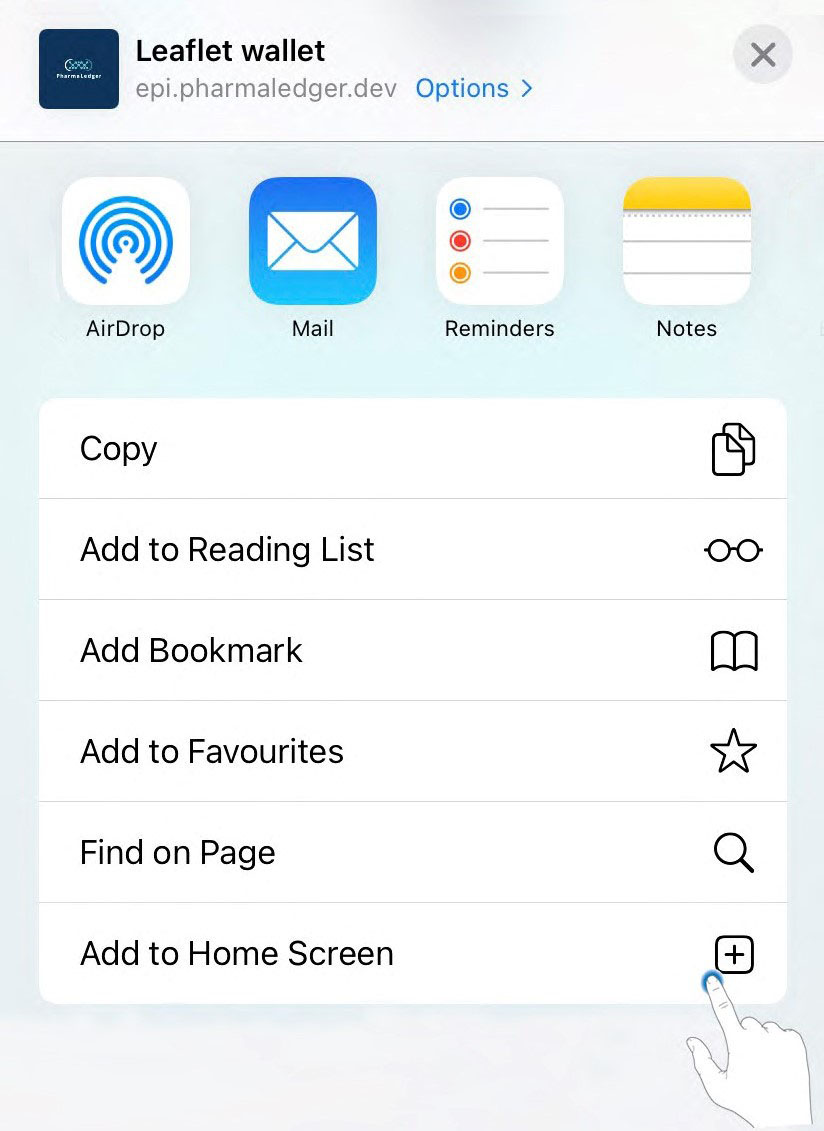 Leaflet wallet
PharmaLedger
epi.pharmaledger.dev Options
AirDrop Mail Reminders Notes
Copy
Add to Reading List
Add Bookmark
Add to Favourites
Find on Page
Add to Home Screen